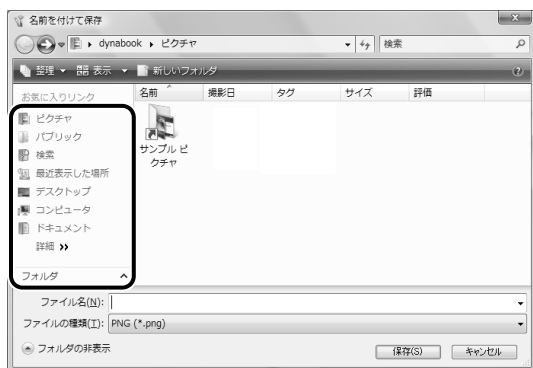 名前を付けて保存
dynabook ▸ ピクチャ
検索
整理 表示 新しいフォルダ
お気に入りリンク
名前 撮影日 タグ サイズ 評価
ピクチャ
パブリック
検索
最近表示した場所
デスクトップ
コンピュータ
ドキュメント
詳細 >>
フォルダ
サンプル ピ
クチャ
ファイル名(N):
ファイルの種類(T): PNG (*.png)
フォルダの非表示
保存(S) キャンセル